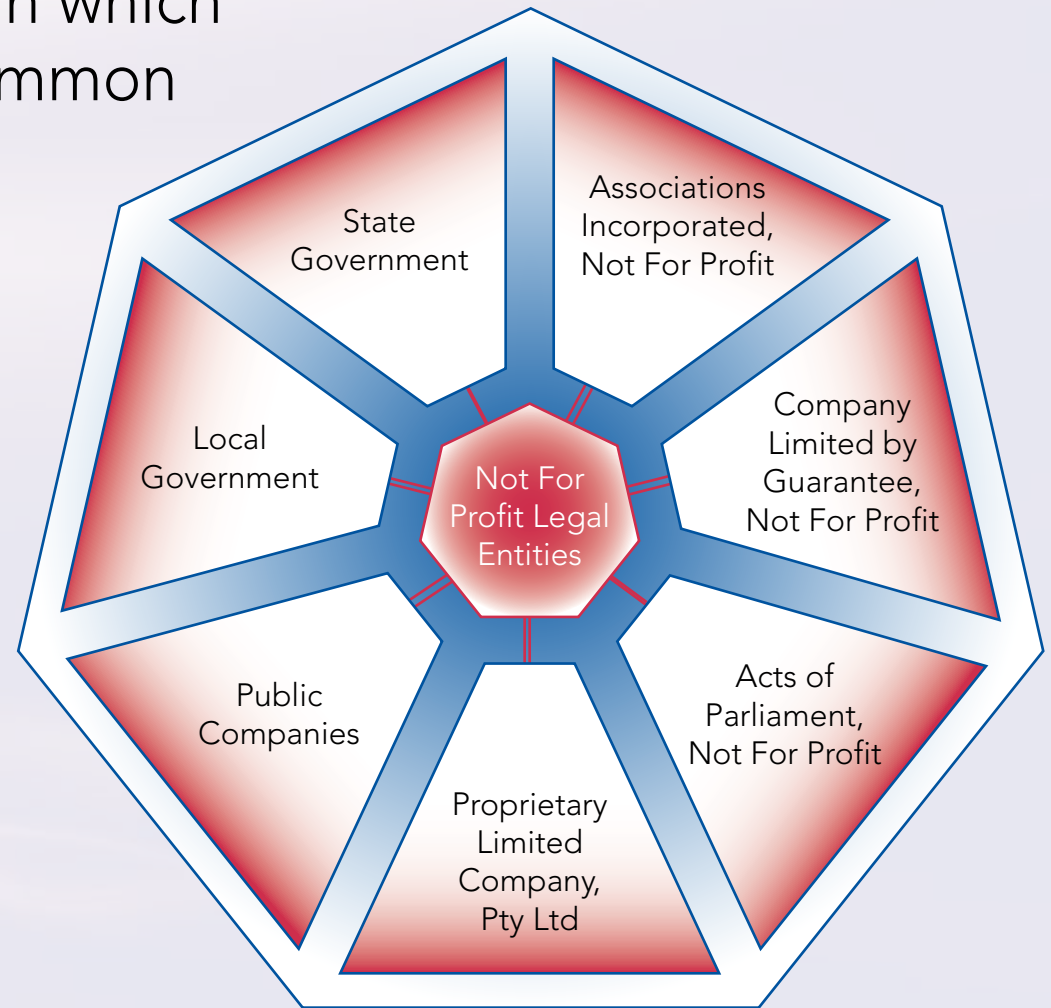 which
mmon
State
Government
Associations
Incorporated,
Not For Profit
Company
Limited by
Guarantee,
Not For Profit
Acts of
Parliament,
Not For Profit
Proprietary
Limited
Company,
Pty Ltd
Public
Companies
Local
Government
Not For
Profit Legal
Entities